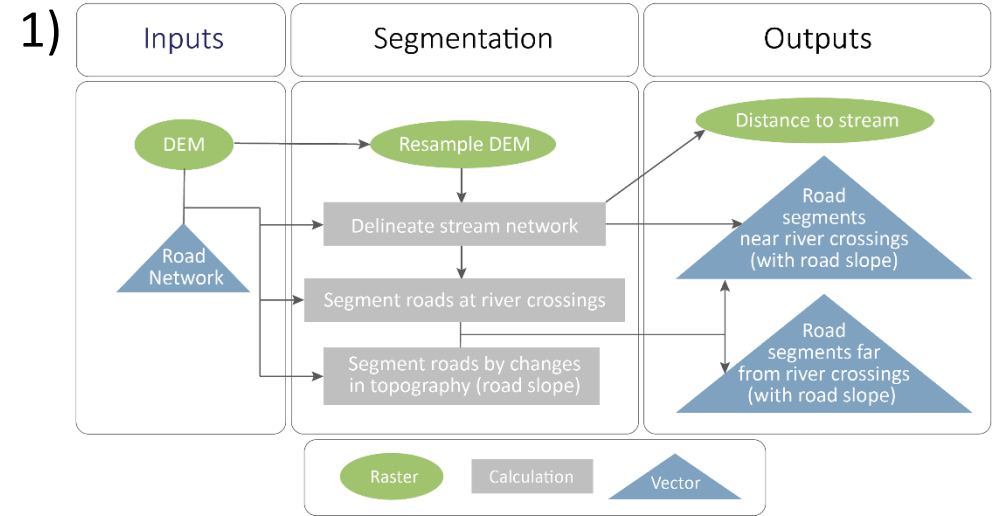 1)
Inputs
Segmentation
Outputs
DEM
Resample DEM
Distance to stream
Road
Network
Delineate stream network
Segment roads at river crossings
Segment roads by changes
in topography (road slope)
Road
segments
near river crossings
(with road slope)
Road
segments far
from river crossings
(with road slope)
Raster
Calculation
Vector